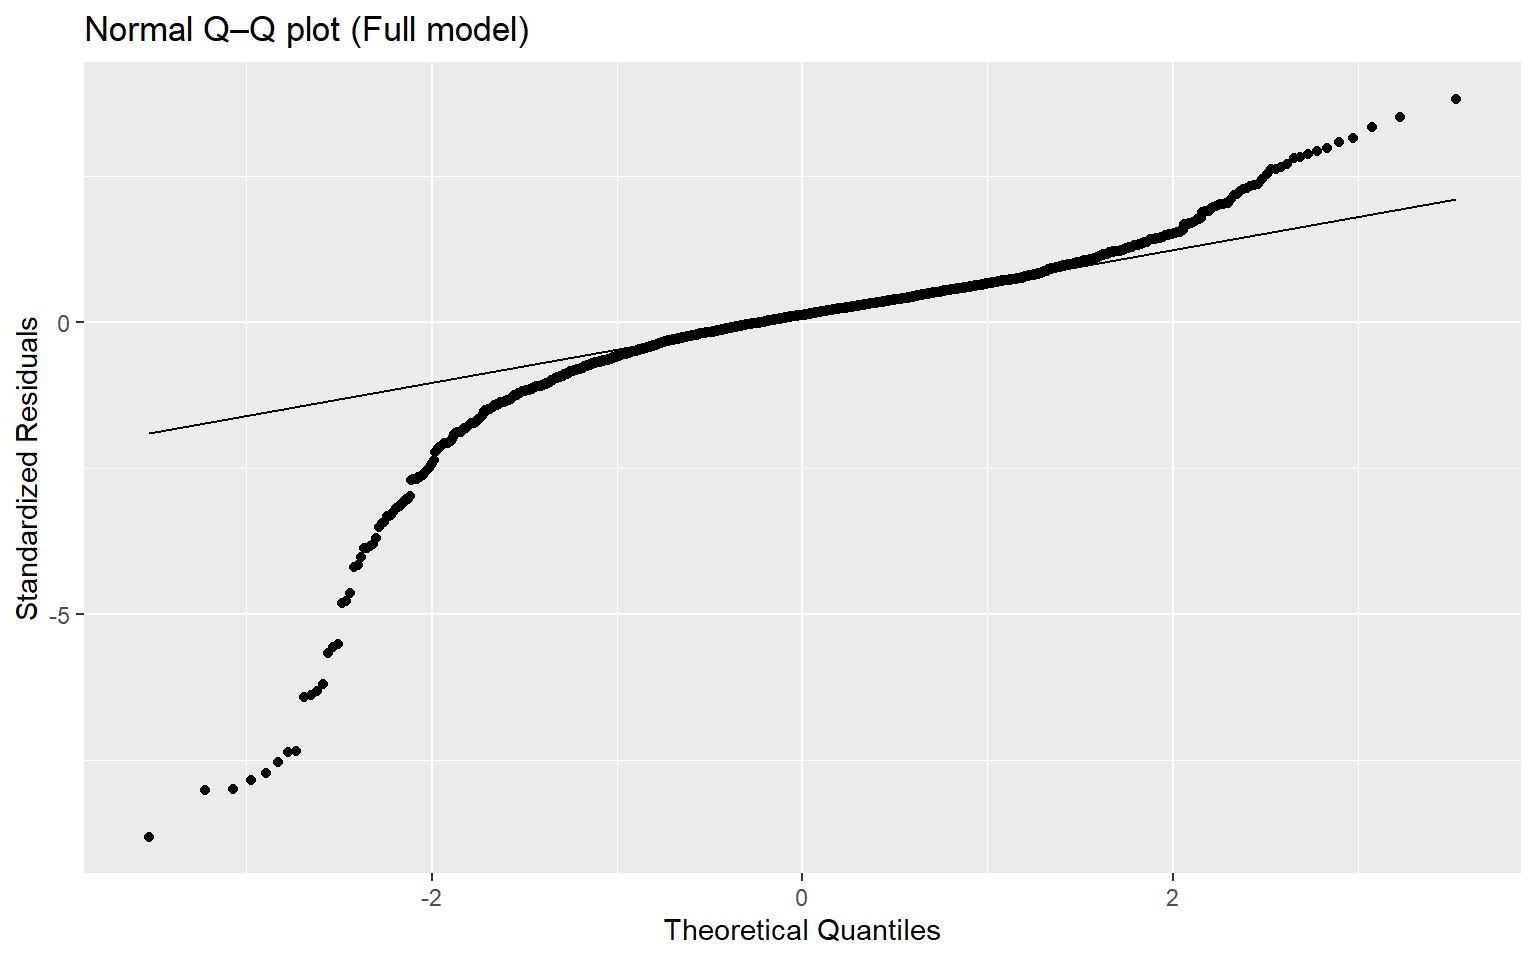 Normal Q–Q plot (Full model)
Standardized Residuals
0
-5
-2
0
2
Theoretical Quantiles